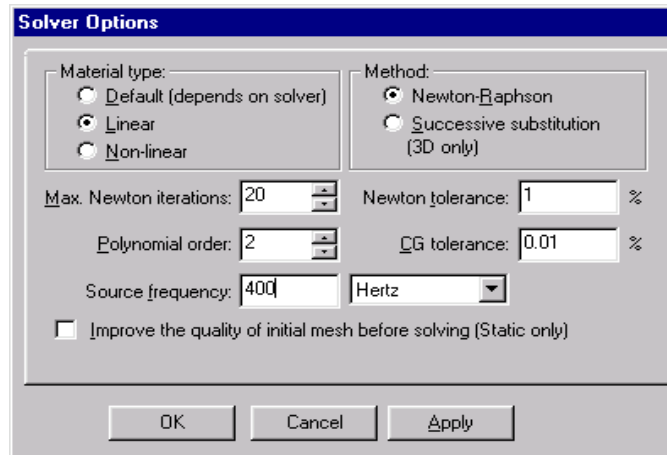 Solver Options
Material type:
Default (depends on solver)
Linear
Non-linear
Method:
Newton-Raphson
Successive substitution
(3D only)
Max. Newton iterations: 20
Newton tolerance: 1 %
Polynomial order: 2
CG tolerance: 0.01 %
Source frequency: 400 Hertz
Improve the quality of initial mesh before solving (Static only)
OK Cancel Apply